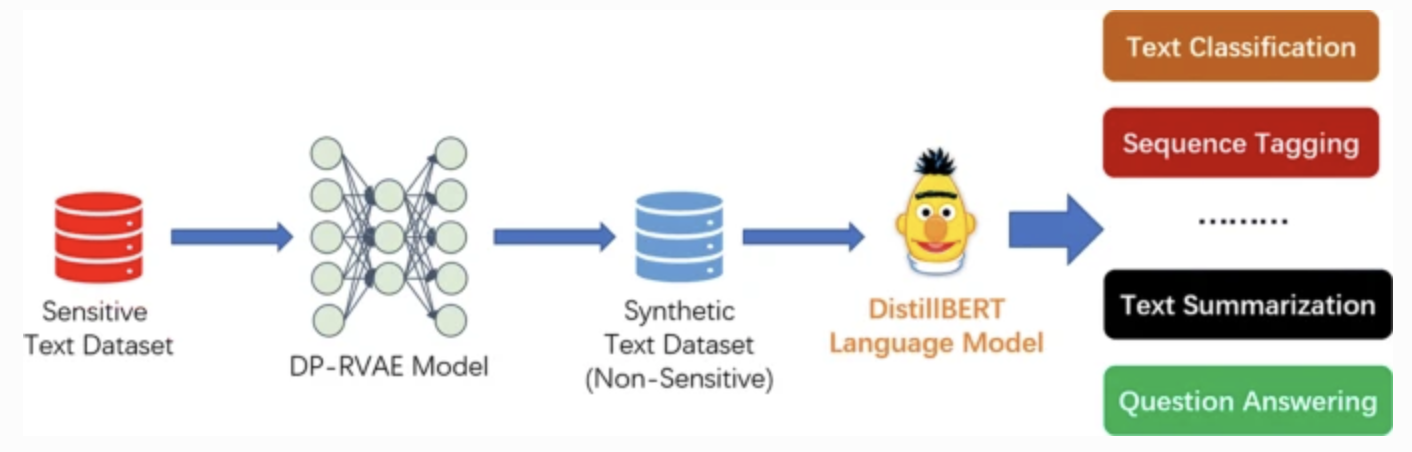 Sensitive
Text Dataset
DP-RVAE Model
Synthetic
Text Dataset
(Non-Sensitive)
DistillBERT
Language Model
Text Classification
Sequence Tagging
.........
Text Summarization
Question Answering